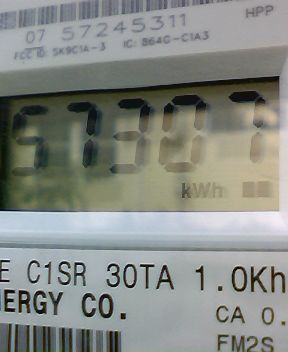 HPP
07 57245311
FCC ID: SK9C1A-3 IC: 864G-C1A3
57307
kWh
E C1SR 30TA 1.0Kh
NERGY CO.
CA 0.
FM2S